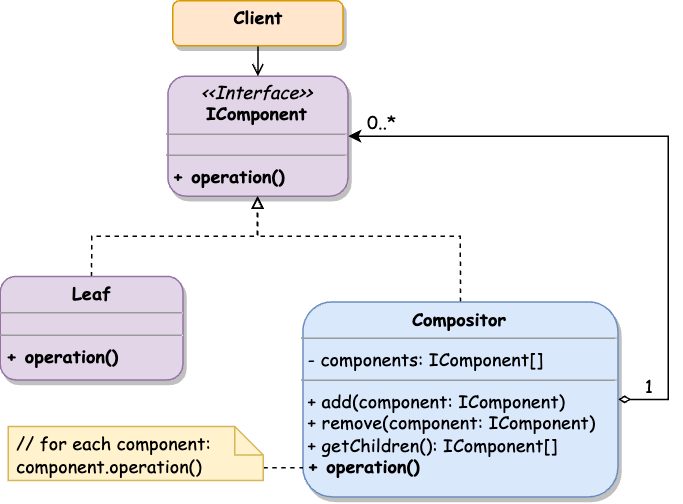 Client
<<Interface>>
IComponent
0..*
+ operation()
Leaf
+ operation()
Compositor
- components: IComponent[]
1
+ add(component: IComponent)
+ remove(component: IComponent)
+ getChildren(): IComponent[]
+ operation()
// for each component:
component.operation()